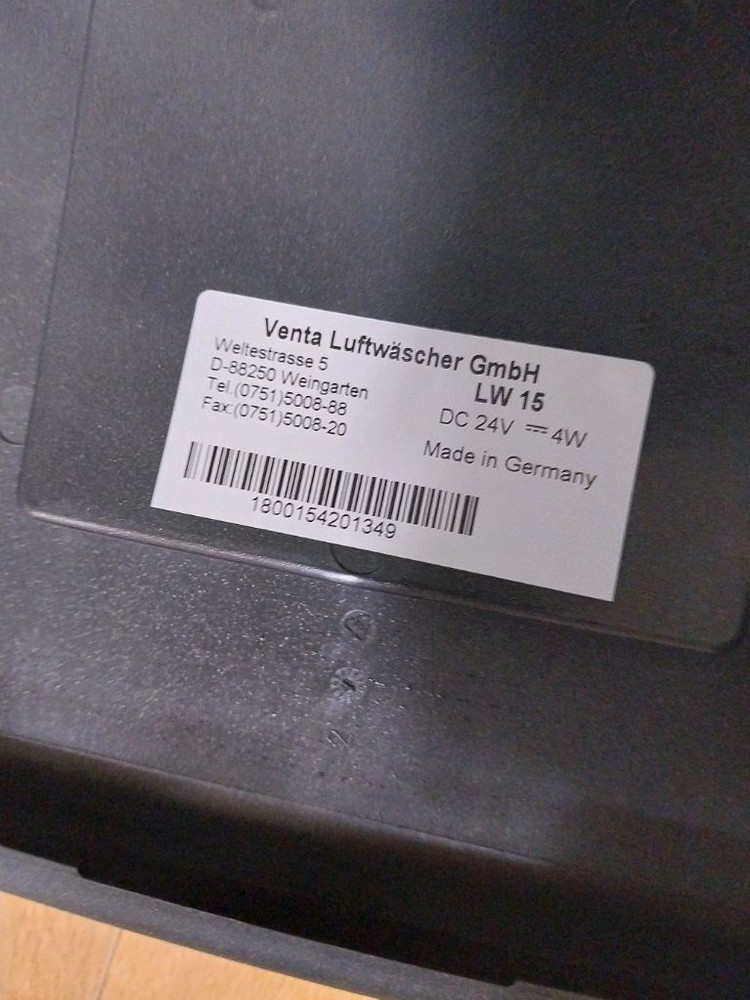 Venta Luftwäscher GmbH
Weltestrasse 5
D-88250 Weingarten
Tel.(0751)5008-88
Fax.(0751)5008-20
LW 15
DC 24V ⎓ 4W
Made in Germany
1800154201349
2